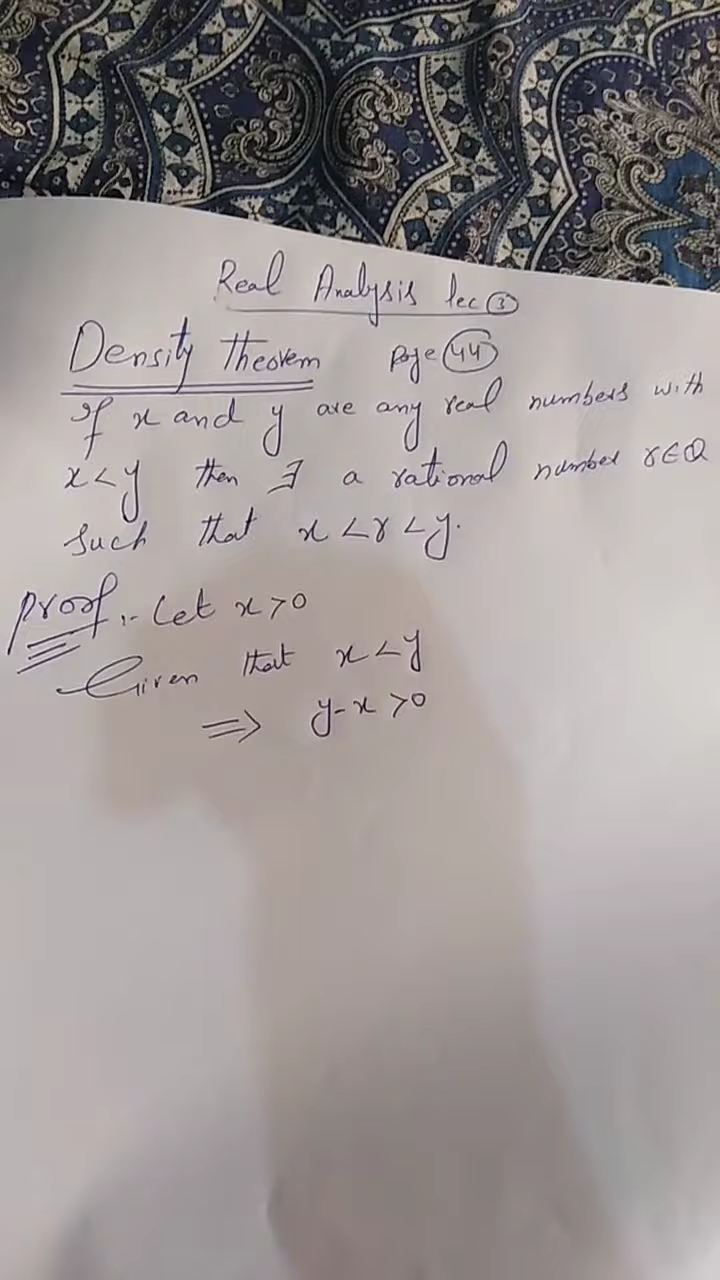 Real Analysis lec ③
Density Theorem page 44
If x and y are any real numbers with
x < y then ∃ a rational number r ∈ Q
such that x < r < y.
Proof :- Let x > 0
Given that x < y
⇒ y - x > 0